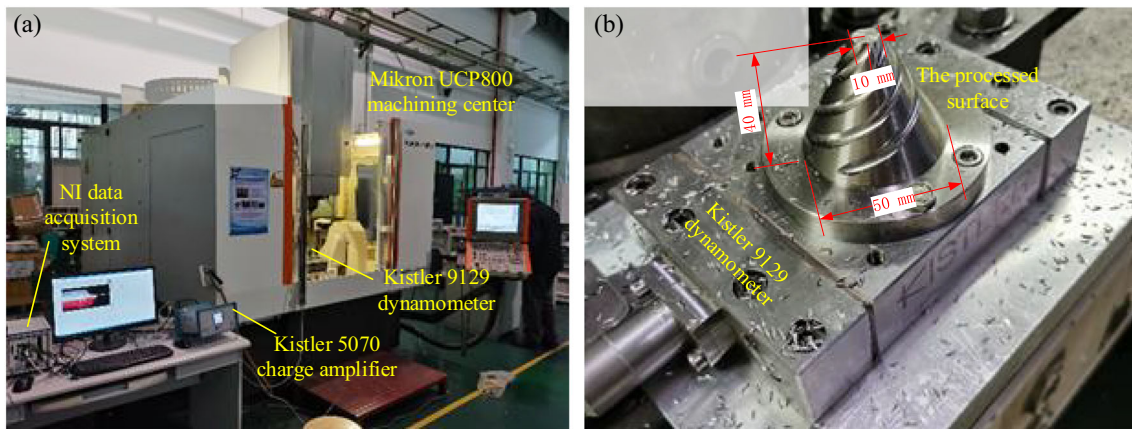 (a)
Mikron UCP800
machining center
NI data
acquisition
system
Kistler 9129
dynamometer
Kistler 5070
charge amplifier
(b)
10 mm
The processed
surface
40 mm
50 mm
Kistler 9129
dynamometer
KISTLER